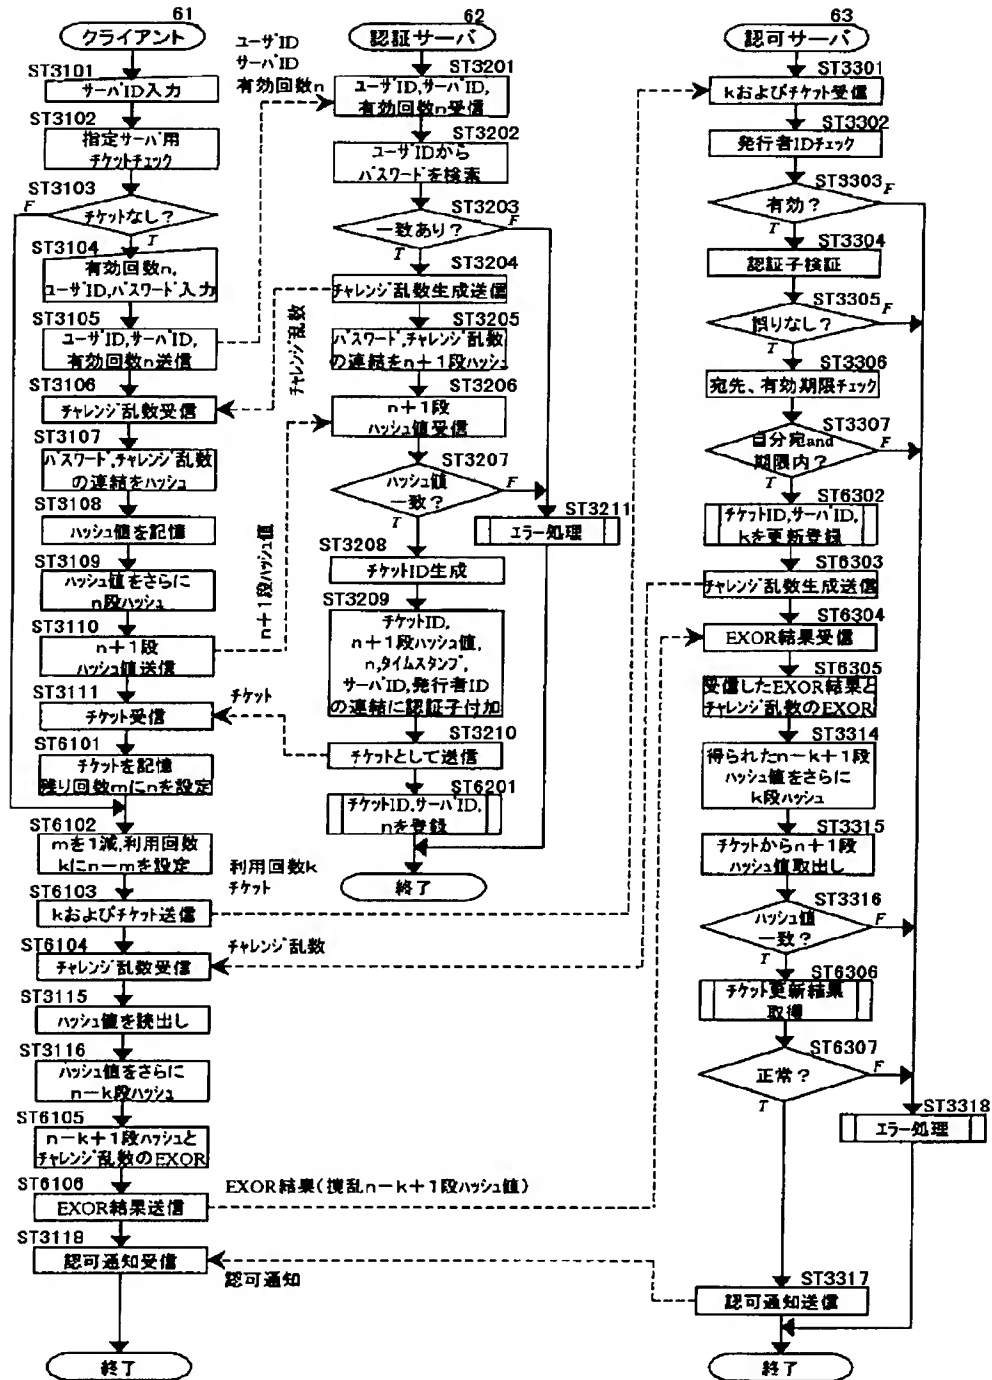 61
クライアント
ST3101
サーバID入力
ST3102
指定サーバ用
チケットチェック
ST3103
F
チケットなし?
T
ST3104
有効回数n,
ユーザID,パスワード入力
ST3105
ユーザID,サーバID,
有効回数n送信
ST3106
チャレンジ乱数受信
ST3107
パスワード,チャレンジ乱数
の連結をハッシュ
ST3108
ハッシュ値を記憶
ST3109
ハッシュ値をさらに
n段ハッシュ
ST3110
n+1段
ハッシュ値送信
ST3111
チケット受信
ST6101
チケットを記憶
残り回数mにnを設定
ST6102
mを1減,利用回数
kにn-mを設定
ST6103
kおよびチケット送信
ST6104
チャレンジ乱数受信
ST3115
ハッシュ値を読出し
ST3116
ハッシュ値をさらに
n-k段ハッシュ
ST6105
n-k+1段ハッシュと
チャレンジ乱数のEXOR
ST6106
EXOR結果送信
ST3118
認可通知受信
終了
ユーザID
サーバID
有効回数n
チャレンジ乱数
n+1段ハッシュ値
チケット
利用回数k
チケット
チャレンジ乱数
EXOR結果(撹乱n-k+1段ハッシュ値)
認可通知
62
認証サーバ
ST3201
ユーザID,サーバID,
有効回数n受信
ST3202
ユーザIDから
パスワードを検索
ST3203
一致あり?
F
T
ST3204
チャレンジ乱数生成送信
ST3205
パスワード,チャレンジ乱数
の連結をn+1段ハッシュ
ST3206
n+1段
ハッシュ値受信
ST3207
ハッシュ値
一致?
F
T
ST3211
エラー処理
ST3208
チケットID生成
ST3209
チケットID,
n+1段ハッシュ値,
n,タイムスタンプ,
サーバID,発行者ID
の連結に認証子付加
ST3210
チケットとして送信
ST6201
チケットID,サーバID,
nを登録
終了
63
認可サーバ
ST3301
kおよびチケット受信
ST3302
発行者IDチェック
ST3303
有効?
F
T
ST3304
認証子検証
ST3305
誤りなし?
F
T
ST3306
宛先、有効期限チェック
ST3307
自分宛and
期限内?
F
T
ST6302
チケットID,サーバID,
kを更新登録
ST6303
チャレンジ乱数生成送信
ST6304
EXOR結果受信
ST6305
受信したEXOR結果と
チャレンジ乱数のEXOR
ST3314
得られたn-k+1段
ハッシュ値をさらに
k段ハッシュ
ST3315
チケットからn+1段
ハッシュ値取出し
ST3316
ハッシュ値
一致?
F
T
ST6306
チケット更新結果
取得
ST6307
正常?
F
T
ST3318
エラー処理
ST3317
認可通知送信
終了